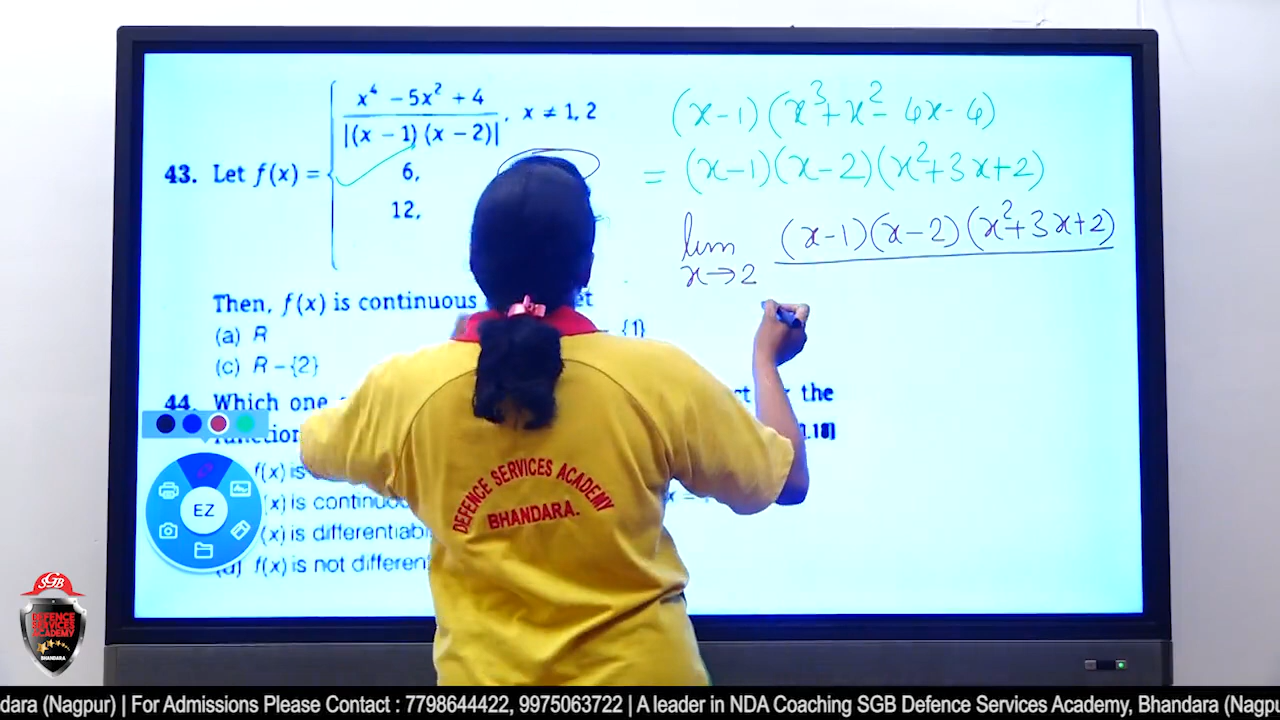 x⁴ - 5x² + 4
|(x - 1) (x - 2)|
, x ≠ 1, 2
43. Let f(x) =
6,
12,
Then, f(x) is continuous
(a) R
{1}
(c) R - {2}
44. Which one
the
f(x) is
(x) is continuous
(x) is differentiabl
f(x) is not differen
(x-1)(x³+x²-4x-4)
= (x-1)(x-2)(x²+3x+2)
lim x→2 (x-1)(x-2)(x²+3x+2)
EZ
DEFENCE SERVICES ACADEMY
BHANDARA.
SGB
DEFENCE
SERVICES
ACADEMY
BHANDARA
dara (Nagpur) | For Admissions Please Contact : 7798644422, 9975063722 | A leader in NDA Coaching SGB Defence Services Academy, Bhandara (Nagpu